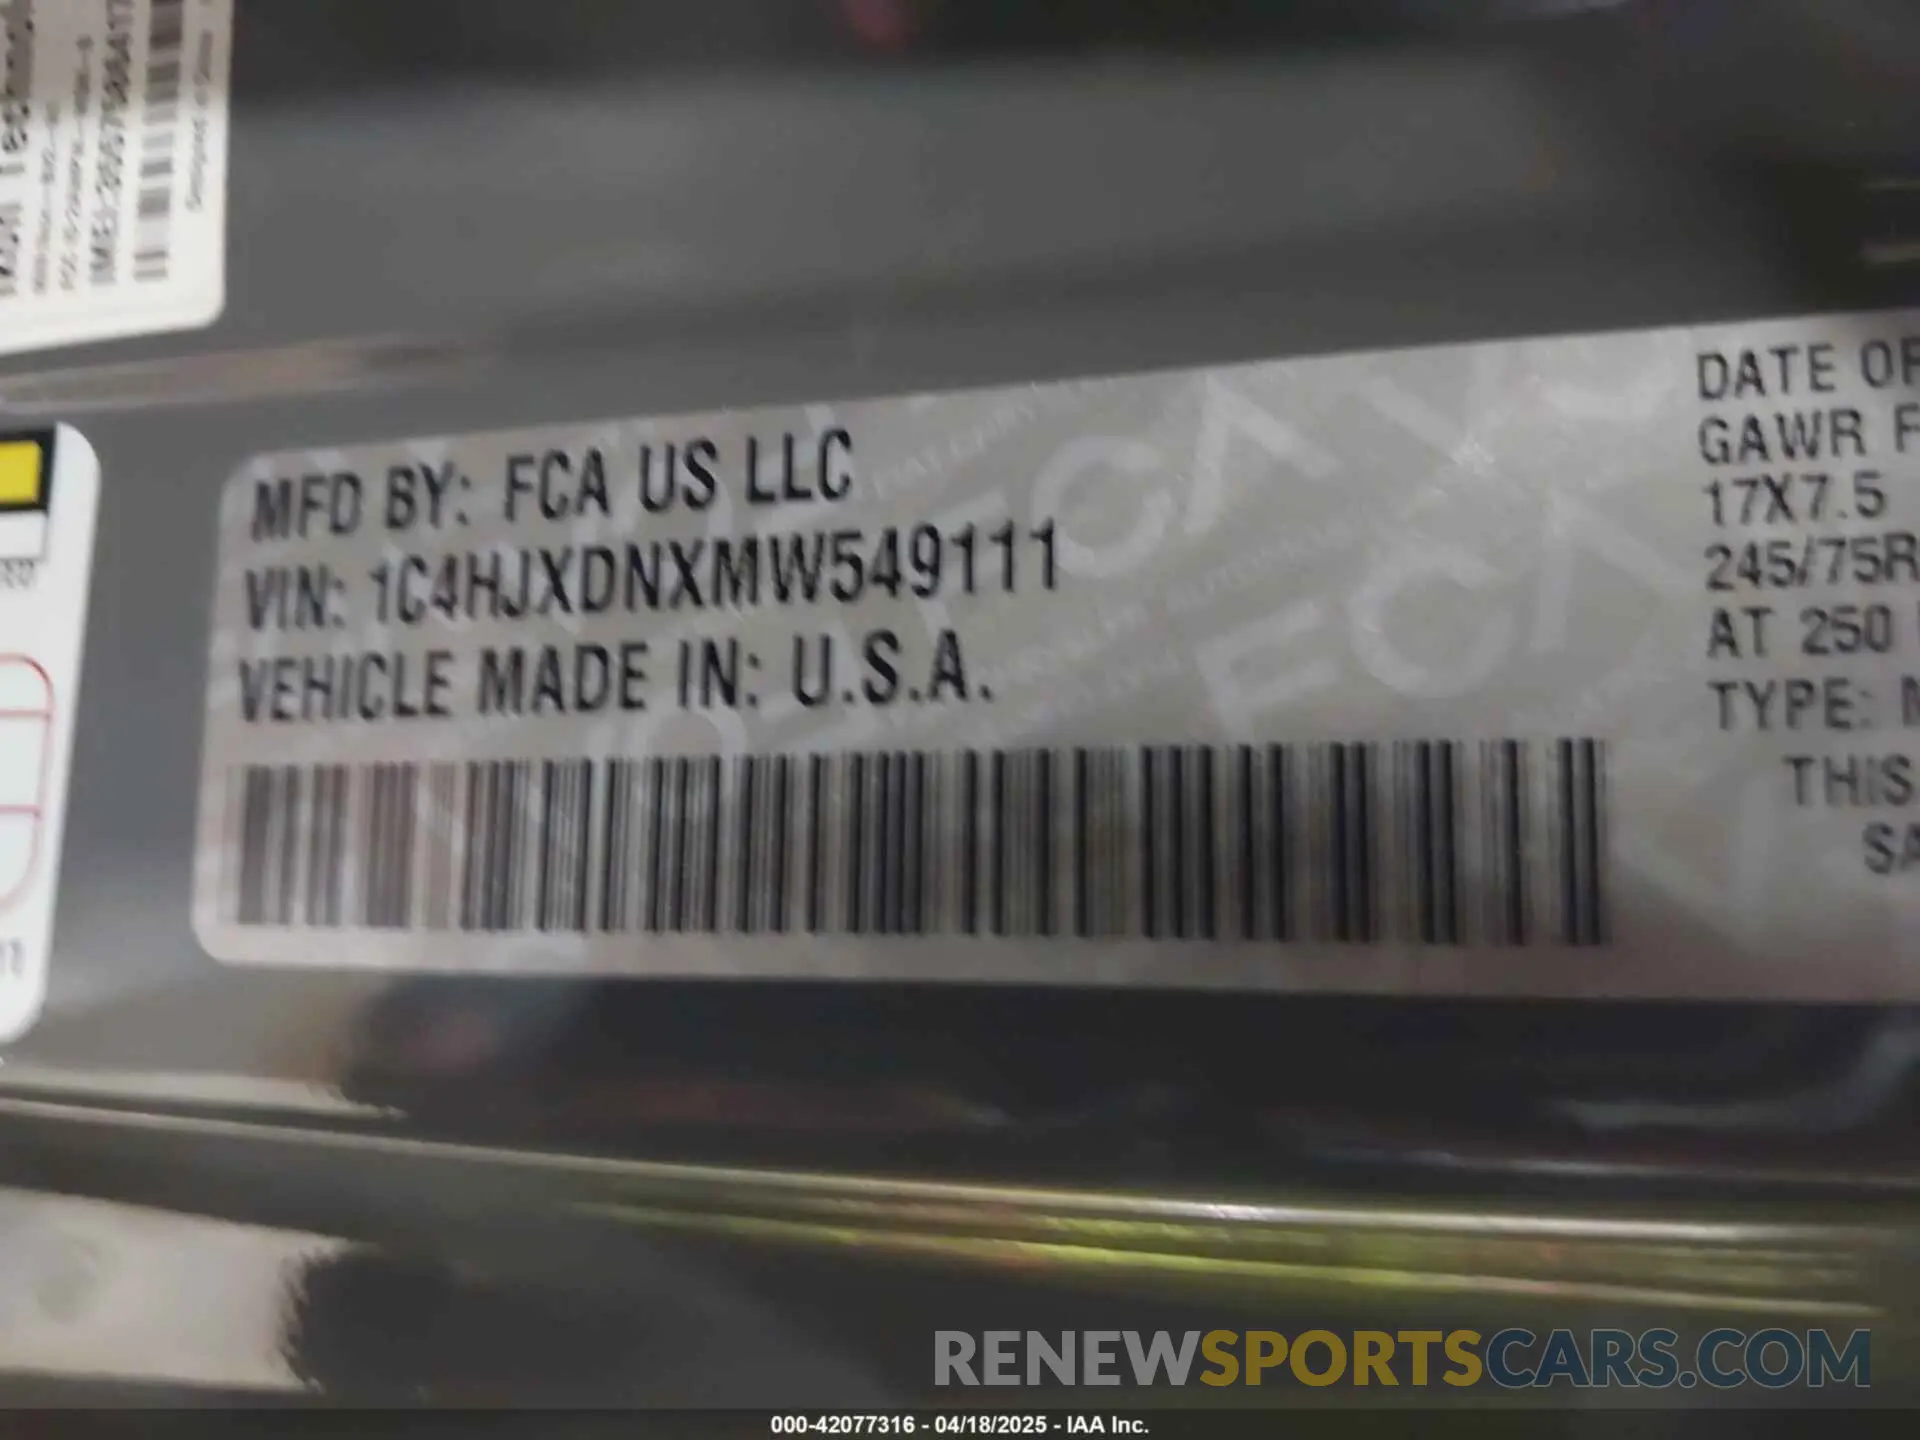 MFD BY: FCA US LLC
VIN: 1C4HJXDNXMW549111
VEHICLE MADE IN: U.S.A.
DATE OF
GAWR F
17X7.5
245/75R
AT 250
TYPE:
THIS
SA
RENEWSPORTSCARS.COM
000-42077316 - 04/18/2025 - IAA Inc.